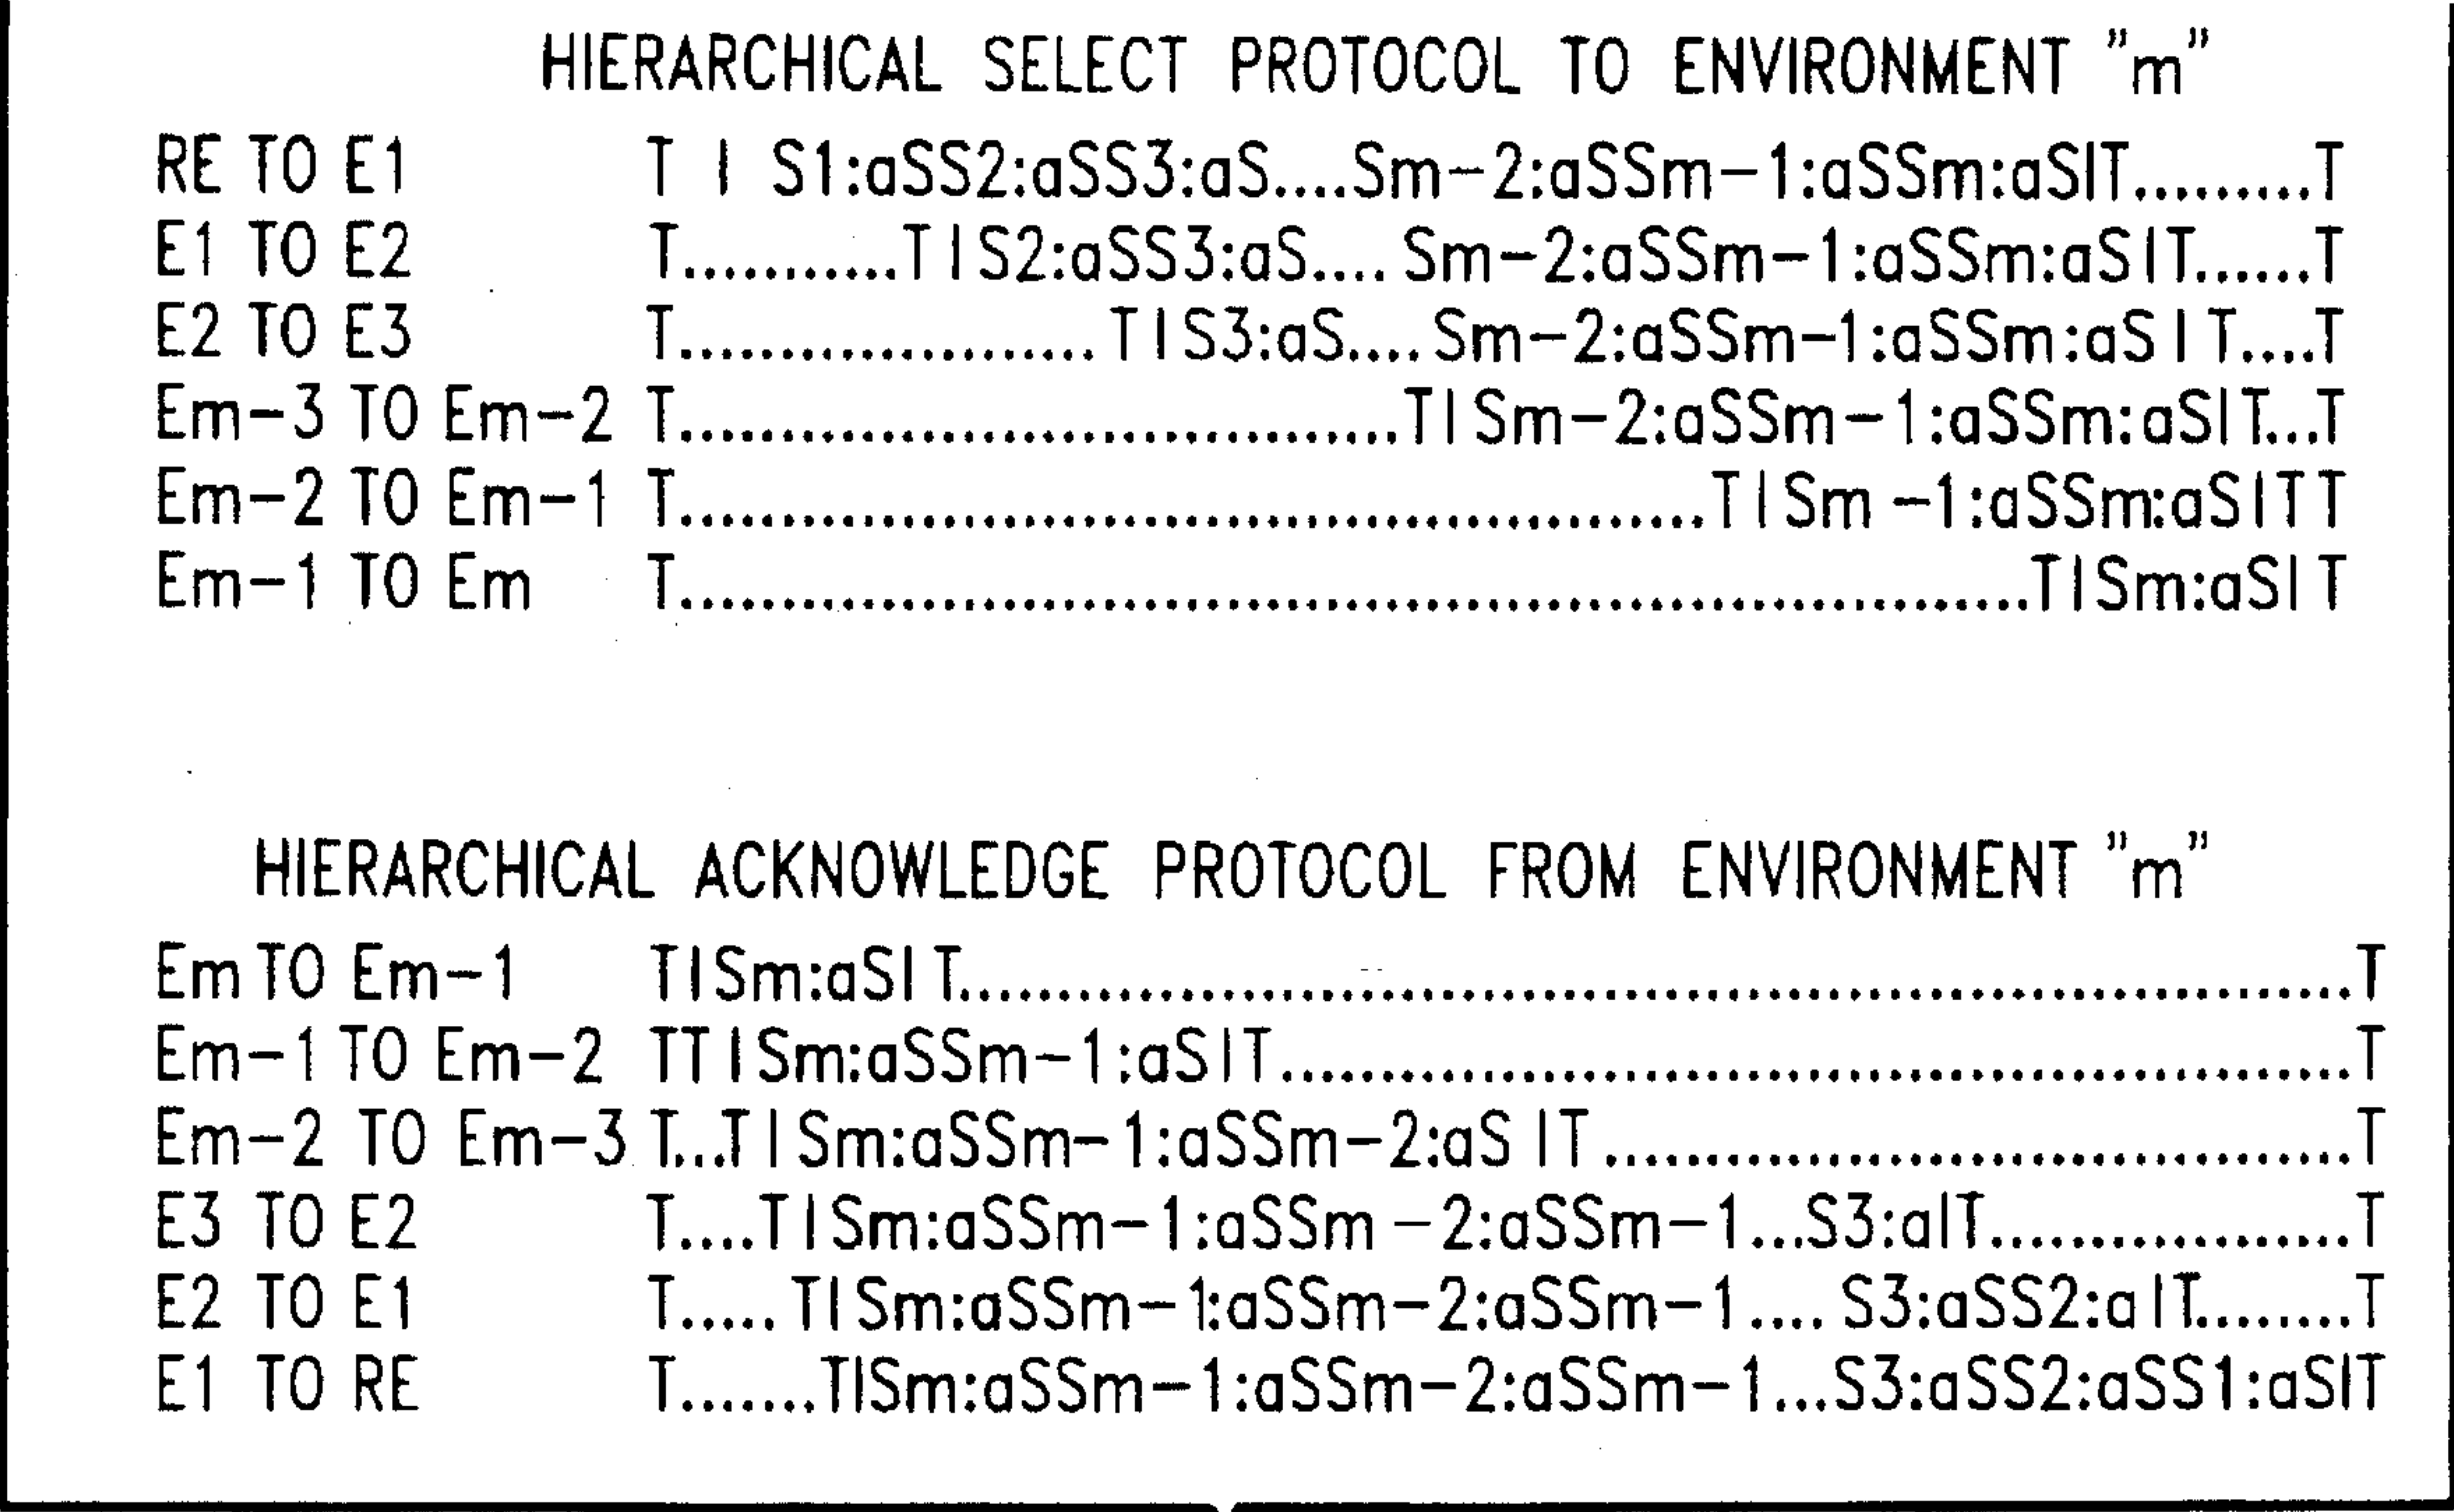 HIERARCHICAL SELECT PROTOCOL TO ENVIRONMENT "m"
RE TO E1 T I S1:aSS2:aSS3:aS....Sm-2:aSSm-1:aSSm:aSIT.........T
E1 TO E2 T...........TIS2:aSS3:aS....Sm-2:aSSm-1:aSSm:aSIT......T
E2 TO E3 T.....................TIS3:aS....Sm-2:aSSm-1:aSSm:aSIT....T
Em-3 TO Em-2 T....................................TISm-2:aSSm-1:aSSm:aSIT...T
Em-2 TO Em-1 T...................................................TISm-1:aSSm:aSITT
Em-1 TO Em T...................................................................TISm:aSIT
HIERARCHICAL ACKNOWLEDGE PROTOCOL FROM ENVIRONMENT "m"
Em TO Em-1 TISm:aSIT.....................................................................T
Em-1 TO Em-2 TTISm:aSSm-1:aSIT.....................................................T
Em-2 TO Em-3 T...TISm:aSSm-1:aSSm-2:aSIT.....................................T
E3 TO E2 T....TISm:aSSm-1:aSSm-2:aSSm-1...S3:aIT..................T
E2 TO E1 T.....TISm:aSSm-1:aSSm-2:aSSm-1....S3:aSS2:aIT........T
E1 TO RE T.......TISm:aSSm-1:aSSm-2:aSSm-1...S3:aSS2:aSS1:aSIT